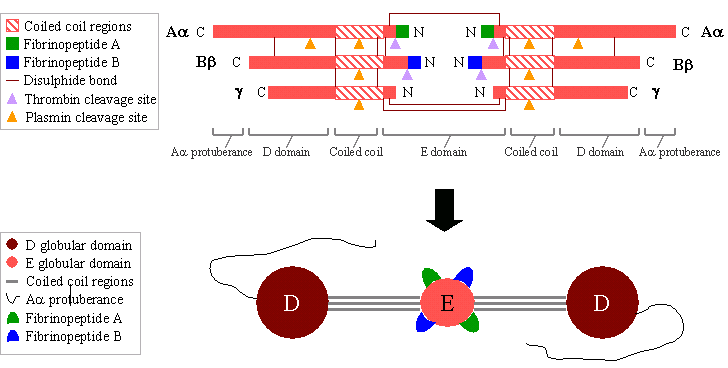 Coiled coil regions
Fibrinopeptide A
Fibrinopeptide B
Disulphide bond
Thrombin cleavage site
Plasmin cleavage site
Aα C N N C Aα
Bβ C N N C Bβ
γ C N N C γ
Aα protuberance D domain Coiled coil E domain Coiled coil D domain Aα protuberance
D globular domain
E globular domain
Coiled coil regions
Aα protuberance
Fibrinopeptide A
Fibrinopeptide B
D E D